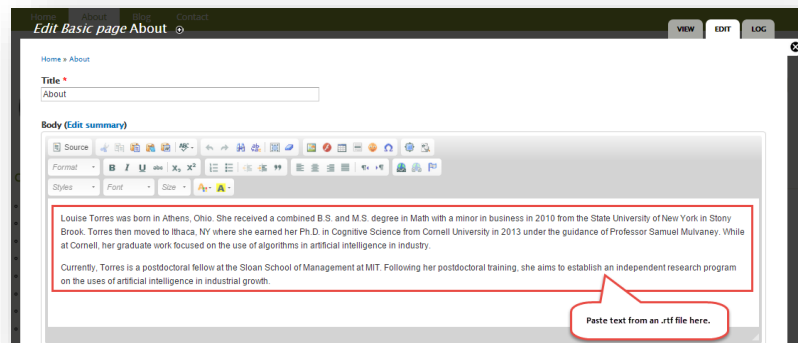 Home About Blog Contact
Edit Basic page About
VIEW EDIT LOG
Home » About
Title *
About
Body (Edit summary)
Source
Format B I U abc X₂ X²
Styles Font Size A A
Louise Torres was born in Athens, Ohio. She received a combined B.S. and M.S. degree in Math with a minor in business in 2010 from the State University of New York in Stony
Brook. Torres then moved to Ithaca, NY where she earned her Ph.D. in Cognitive Science from Cornell University in 2013 under the guidance of Professor Samuel Mulvaney. While
at Cornell, her graduate work focused on the use of algorithms in artificial intelligence in industry.
Currently, Torres is a postdoctoral fellow at the Sloan School of Management at MIT. Following her postdoctoral training, she aims to establish an independent research program
on the uses of artificial intelligence in industrial growth.
Paste text from an .rtf file here.